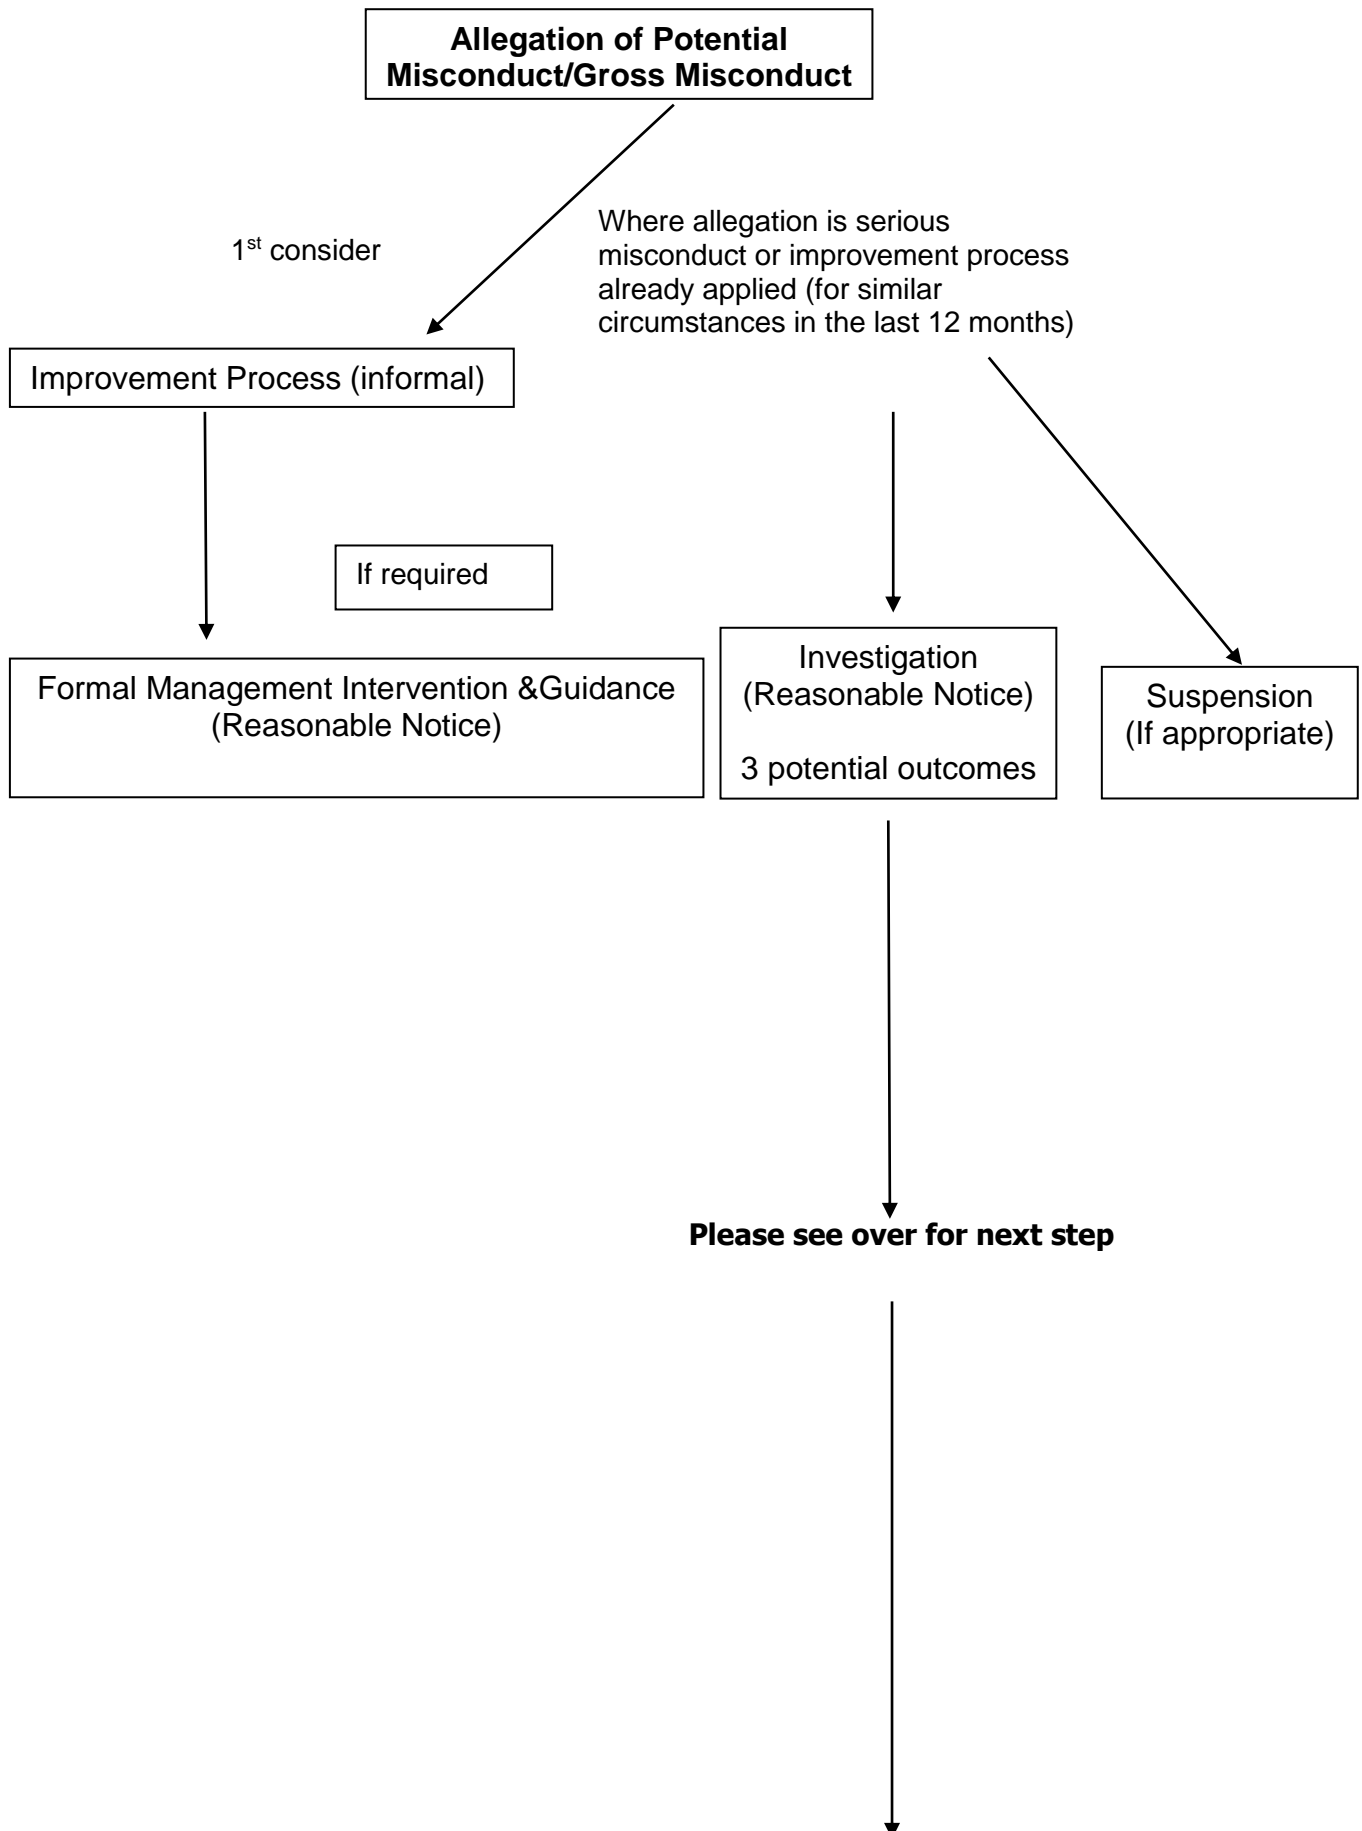 Allegation of Potential
Misconduct/Gross Misconduct
1st consider
Where allegation is serious
misconduct or improvement process
already applied (for similar
circumstances in the last 12 months)
Improvement Process (informal)
If required
Formal Management Intervention &Guidance
(Reasonable Notice)
Investigation
(Reasonable Notice)
3 potential outcomes
Suspension
(If appropriate)
Please see over for next step